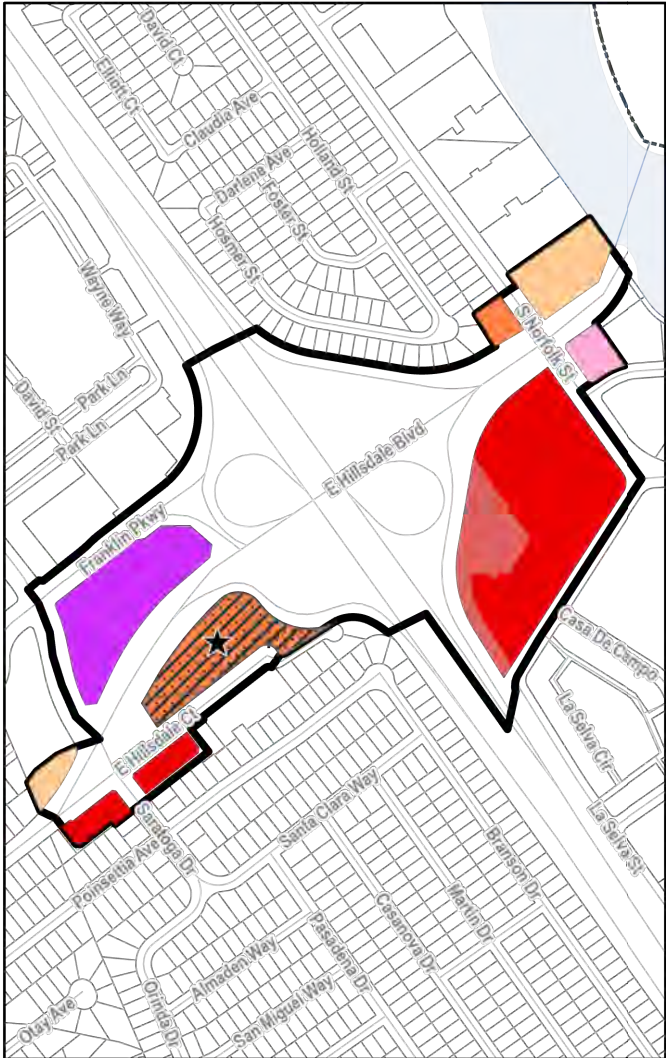 David Ct
Elliott Ct
Claudia Ave
Holland St
Darlena Ave
Foster St
Hosmer St
Wayne Way
S Norfolk St
Park Ln
David St
Park Ln
E Hillsdale Blvd
Franklin Pkwy
Casa De Campo
La Selva Cir
E Hillsdale Ct
La Selva St
Saratoga Dr
Santa Clara Way
Branson Dr
Poinsettia Ave
Martin Dr
Casanova Dr
Pasadena Dr
Almaden Way
San Miguel Way
Orinda Dr
Otay Ave